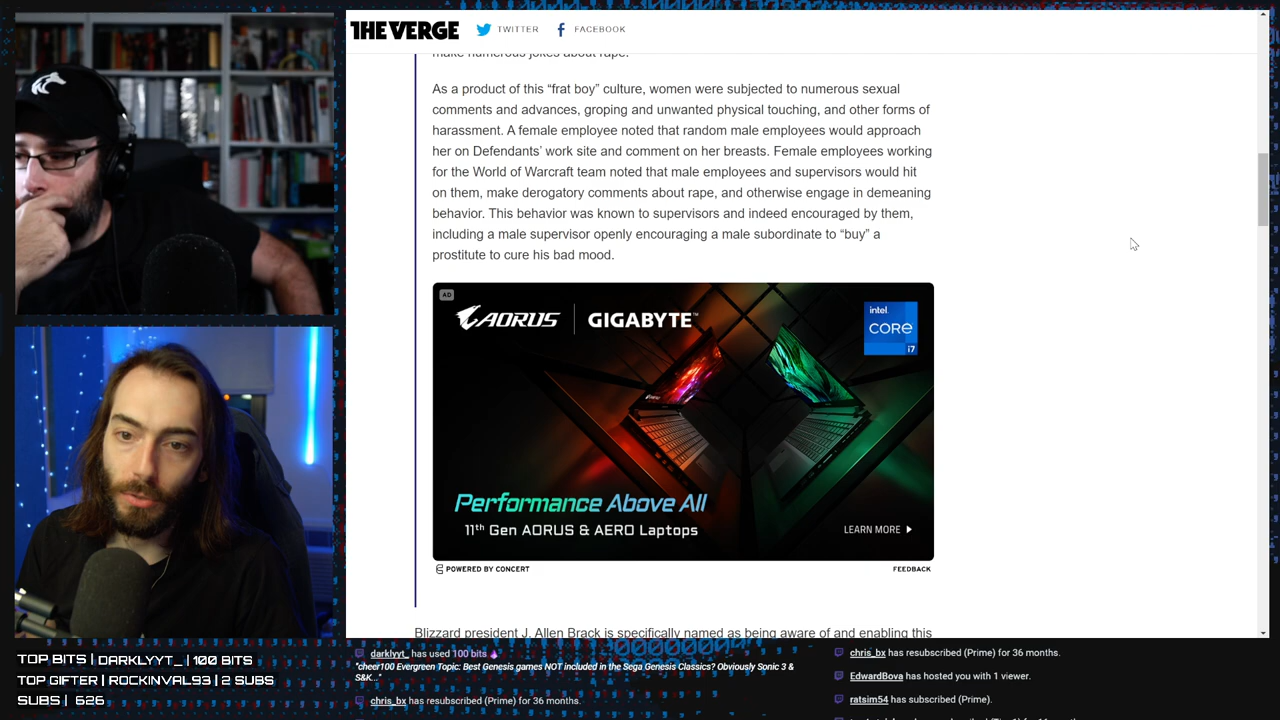 THE VERGE
TWITTER
FACEBOOK
make numerous jokes about rape.
As a product of this “frat boy” culture, women were subjected to numerous sexual
comments and advances, groping and unwanted physical touching, and other forms of
harassment. A female employee noted that random male employees would approach
her on Defendants’ work site and comment on her breasts. Female employees working
for the World of Warcraft team noted that male employees and supervisors would hit
on them, make derogatory comments about rape, and otherwise engage in demeaning
behavior. This behavior was known to supervisors and indeed encouraged by them,
including a male supervisor openly encouraging a male subordinate to “buy” a
prostitute to cure his bad mood.
AD
AORUS
GIGABYTE™
intel.
CORE
i7
Performance Above All
11th Gen AORUS & AERO Laptops
LEARN MORE
POWERED BY CONCERT
FEEDBACK
Blizzard president J. Allen Brack is specifically named as being aware of and enabling this
TOP BITS | DARKLYYT_ | 100 BITS
TOP GIFTER | ROCKINVAL93 | 2 SUBS
SUBS | 626
darklyyt_ has used 100 bits
"cheer100 Evergreen Topic: Best Genesis games NOT included in the Sega Genesis Classics? Obviously Sonic 3 &
S&K..."
chris_bx has resubscribed (Prime) for 36 months.
chris_bx has resubscribed (Prime) for 36 months.
EdwardBova has hosted you with 1 viewer.
ratsim54 has subscribed (Prime).